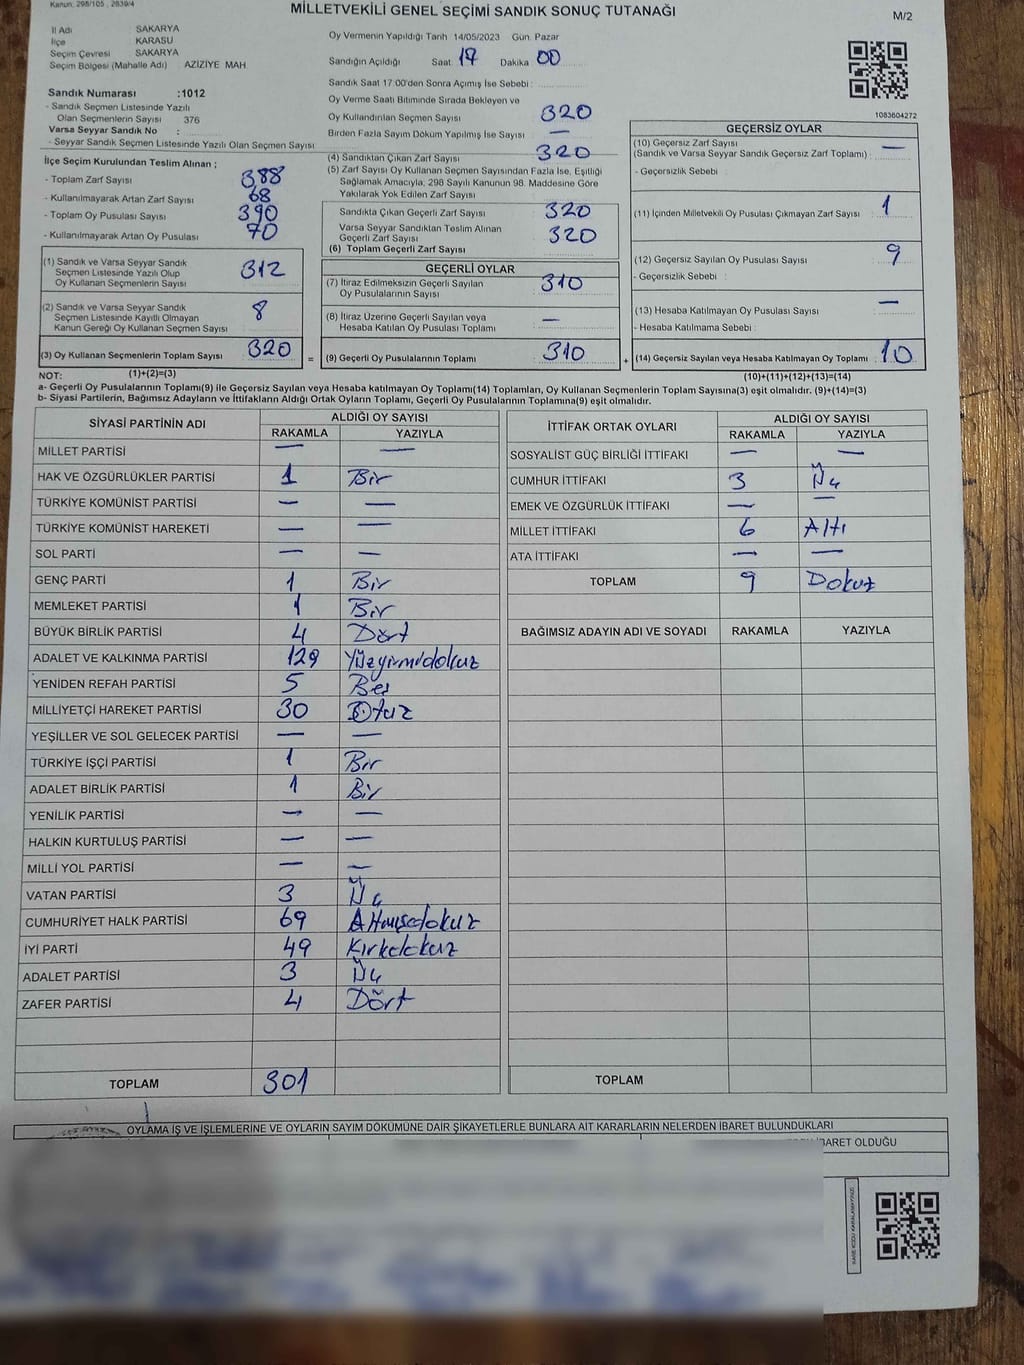 Kanun: 298/105 , 2839/4
MİLLETVEKİLİ GENEL SEÇİMİ SANDIK SONUÇ TUTANAĞI
M/2
İl Adı : SAKARYA
İlçe : KARASU
Seçim Çevresi : SAKARYA
Seçim Bölgesi (Mahalle Adı) : AZİZİYE MAH.
Oy Vermenin Yapıldığı Tarih 14/05/2023 Gün: Pazar
Sandığın Açıldığı Saat 17 Dakika 00
Sandık Saat 17:00'den Sonra Açımış İse Sebebi :
Sandık Numarası :1012
- Sandık Seçmen Listesinde Yazılı
Olan Seçmenlerin Sayısı 376
Varsa Seyyar Sandık No :
- Seyyar Sandık Seçmen Listesinde Yazılı Olan Seçmen Sayısı
Oy Verme Saati Bitiminde Sırada Bekleyen ve
Oy Kullandırılan Seçmen Sayısı 320
Birden Fazla Sayım Döküm Yapılmış İse Sayısı —
1083604272
İlçe Seçim Kurulundan Teslim Alınan ;
- Toplam Zarf Sayısı 388
- Kullanılmayarak Artan Zarf Sayısı 68
- Toplam Oy Pusulası Sayısı 390
- Kullanılmayarak Artan Oy Pusulası 70
(4) Sandıktan Çıkan Zarf Sayısı 320
(5) Zarf Sayısı Oy Kullanan Seçmen Sayısından Fazla İse, Eşitliği
Sağlamak Amacıyla, 298 Sayılı Kanunun 98. Maddesine Göre
Yakılarak Yok Edilen Zarf Sayısı
Sandıkta Çıkan Geçerli Zarf Sayısı 320
Varsa Seyyar Sandıktan Teslim Alınan
Geçerli Zarf Sayısı 320
(6) Toplam Geçerli Zarf Sayısı
GEÇERSİZ OYLAR
(10) Geçersiz Zarf Sayısı
(Sandık ve Varsa Seyyar Sandık Geçersiz Zarf Toplamı) : —
- Geçersizlik Sebebi :
(11) İçinden Milletvekili Oy Pusulası Çıkmayan Zarf Sayısı 1
(12) Geçersiz Sayılan Oy Pusulası Sayısı 9
- Geçersizlik Sebebi :
(13) Hesaba Katılmayan Oy Pusulası Sayısı —
- Hesaba Katılmama Sebebi :
(14) Geçersiz Sayılan veya Hesaba Katılmayan Oy Toplamı 10
(1) Sandık ve Varsa Seyyar Sandık
Seçmen Listesinde Yazılı Olup
Oy Kullanan Seçmenlerin Sayısı 312
(2) Sandık ve Varsa Seyyar Sandık
Seçmen Listesinde Kayıtlı Olmayan
Kanun Gereği Oy Kullanan Seçmen Sayısı 8
(3) Oy Kullanan Seçmenlerin Toplam Sayısı 320 =
GEÇERLİ OYLAR
(7) İtiraz Edilmeksizin Geçerli Sayılan
Oy Pusulalarının Sayısı 310
(8) İtiraz Üzerine Geçerli Sayılan veya
Hesaba Katılan Oy Pusulası Toplamı —
(9) Geçerli Oy Pusulalarının Toplamı 310 +
NOT: (1)+(2)=(3)
(10)+(11)+(12)+(13)=(14)
a- Geçerli Oy Pusulalarının Toplamı(9) ile Geçersiz Sayılan veya Hesaba katılmayan Oy Toplamı(14) Toplamları, Oy Kullanan Seçmenlerin Toplam Sayısına(3) eşit olmalıdır. (9)+(14)=(3)
b- Siyasi Partilerin, Bağımsız Adayların ve İttifakların Aldığı Ortak Oyların Toplamı, Geçerli Oy Pusulalarının Toplamına(9) eşit olmalıdır.
SİYASİ PARTİNİN ADI
ALDIĞI OY SAYISI
RAKAMLA YAZIYLA
MİLLET PARTİSİ — —
HAK VE ÖZGÜRLÜKLER PARTİSİ 1 Bir
TÜRKİYE KOMÜNİST PARTİSİ — —
TÜRKİYE KOMÜNİST HAREKETİ — —
SOL PARTİ — —
GENÇ PARTİ 1 Bir
MEMLEKET PARTİSİ 1 Bir
BÜYÜK BİRLİK PARTİSİ 4 Dört
ADALET VE KALKINMA PARTİSİ 129 Yüzyirmidokuz
YENİDEN REFAH PARTİSİ 5 Beş
MİLLİYETÇİ HAREKET PARTİSİ 30 Otuz
YEŞİLLER VE SOL GELECEK PARTİSİ — —
TÜRKİYE İŞÇİ PARTİSİ 1 Bir
ADALET BİRLİK PARTİSİ 1 Bir
YENİLİK PARTİSİ — —
HALKIN KURTULUŞ PARTİSİ — —
MİLLİ YOL PARTİSİ — —
VATAN PARTİSİ 3 Üç
CUMHURİYET HALK PARTİSİ 69 Altmışdokuz
İYİ PARTİ 49 Kırkdokuz
ADALET PARTİSİ 3 Üç
ZAFER PARTİSİ 4 Dört
TOPLAM 301
İTTİFAK ORTAK OYLARI
ALDIĞI OY SAYISI
RAKAMLA YAZIYLA
SOSYALİST GÜÇ BİRLİĞİ İTTİFAKI — —
CUMHUR İTTİFAKI 3 Üç
EMEK VE ÖZGÜRLÜK İTTİFAKI — —
MİLLET İTTİFAKI 6 Altı
ATA İTTİFAKI — —
TOPLAM 9 Dokuz
BAĞIMSIZ ADAYIN ADI VE SOYADI RAKAMLA YAZIYLA
TOPLAM
OYLAMA İŞ VE İŞLEMLERİNE VE OYLARIN SAYIM DÖKÜMÜNE DAİR ŞİKAYETLERLE BUNLARA AİT KARARLARIN NELERDEN İBARET BULUNDUKLARI
İBARET OLDUĞU